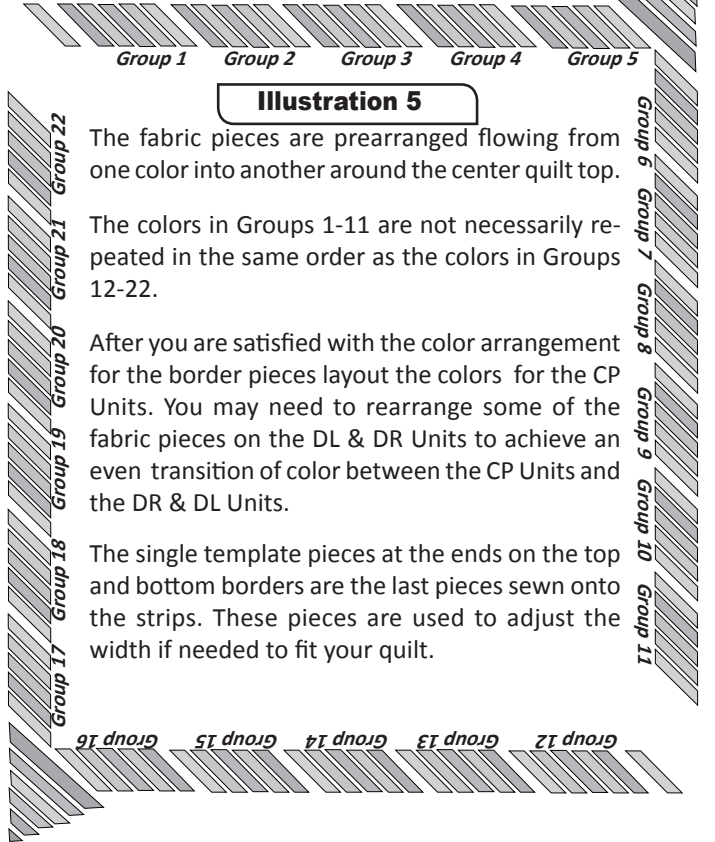 Group 1 Group 2 Group 3 Group 4 Group 5
Illustration 5
The fabric pieces are prearranged flowing from
one color into another around the center quilt top.
The colors in Groups 1-11 are not necessarily re-
peated in the same order as the colors in Groups
12-22.
After you are satisfied with the color arrangement
for the border pieces layout the colors for the CP
Units. You may need to rearrange some of the
fabric pieces on the DL & DR Units to achieve an
even transition of color between the CP Units and
the DR & DL Units.
The single template pieces at the ends on the top
and bottom borders are the last pieces sewn onto
the strips. These pieces are used to adjust the
width if needed to fit your quilt.
Group 6
Group 7
Group 8
Group 9
Group 10
Group 11
Group 12
Group 13
Group 14
Group 15
Group 16
Group 17
Group 18
Group 19
Group 20
Group 21
Group 22